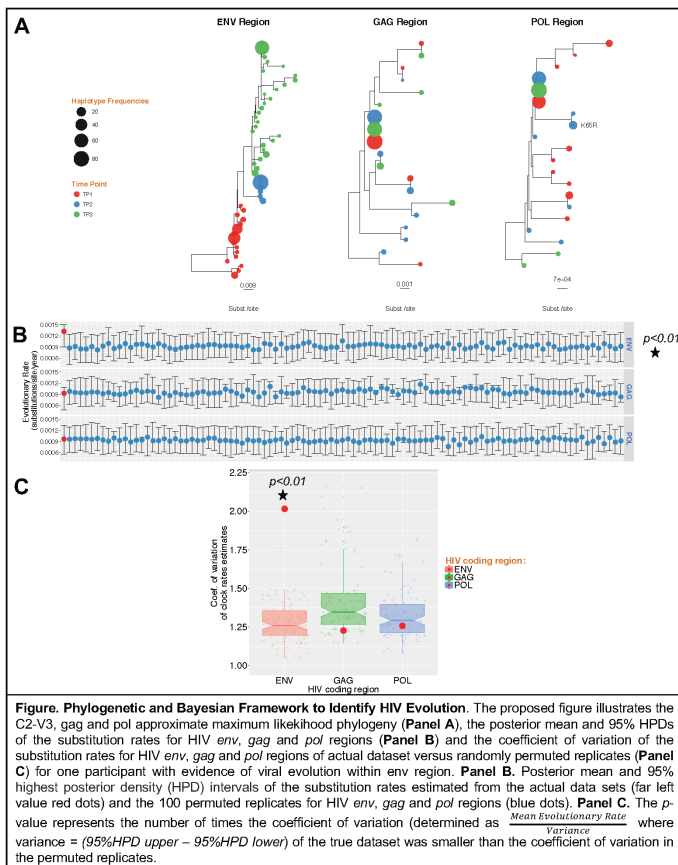 A
ENV Region
GAG Region
POL Region
Haplotype Frequencies
20
40
60
80
Time Point
TP1
TP2
TP3
K65R
0.009
0.001
7e−04
Subst./site
Subst./site
Subst./site
B
Evolutionary Rate
(substitutions/site/year)
0.0015
0.0012
0.0009
0.0006
ENV
0.0015
0.0012
0.0009
0.0006
GAG
0.0015
0.0012
0.0009
0.0006
POL
p<0.01
C
p<0.01
Coef. of variation
of clock rates estimates
2.25
2.00
1.75
1.50
1.25
1.00
ENV
GAG
POL
HIV coding region
HIV coding region:
ENV
GAG
POL
Figure. Phylogenetic and Bayesian Framework to Identify HIV Evolution. The proposed figure illustrates the
C2-V3, gag and pol approximate maximum likekihood phylogeny (Panel A), the posterior mean and 95% HPDs
of the substitution rates for HIV env, gag and pol regions (Panel B) and the coefficient of variation of the
substitution rates for HIV env, gag and pol regions of actual dataset versus randomly permuted replicates (Panel
C) for one participant with evidence of viral evolution within env region. Panel B. Posterior mean and 95%
highest posterior density (HPD) intervals of the substitution rates estimated from the actual data sets (far left
value red dots) and the 100 permuted replicates for HIV env, gag and pol regions (blue dots). Panel C. The p-
value represents the number of times the coefficient of variation (determined as Mean Evolutionary Rate / Variance where
variance = (95%HPD upper – 95%HPD lower) of the true dataset was smaller than the coefficient of variation in
the permuted replicates.